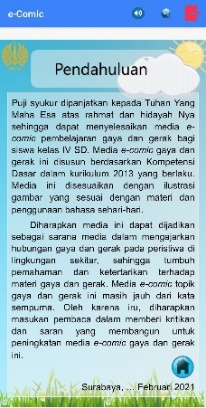 e-Comic
Pendahuluan
Puji syukur dipanjatkan kepada Tuhan Yang
Maha Esa atas rahmat dan hidayah Nya
sehingga dapat menyelesaikan media e-
comic pembelajaran gaya dan gerak bagi
siswa kelas IV SD. Media e-comic gaya dan
gerak ini disusun berdasarkan Kompetensi
Dasar dalam kurikulum 2013 yang berlaku.
Media ini disesuaikan dengan ilustrasi
gambar yang sesuai dengan materi dan
penggunaan bahasa sehari-hari.
Diharapkan media ini dapat dijadikan
sebagai sarana media dalam mengajarkan
hubungan gaya dan gerak pada peristiwa di
lingkungan sekitar, sehingga tumbuh
pemahaman dan ketertarikan terhadap
materi gaya dan gerak. Media e-comic topik
gaya dan gerak ini masih jauh dari kata
sempurna. Oleh karena iru, diharapkan
masukan pembaca dalam memberi kritikan
dan saran yang membangun untuk
peningkatan media e-comic gaya dan gerak
ini.
Surabaya, ... Februari 2021